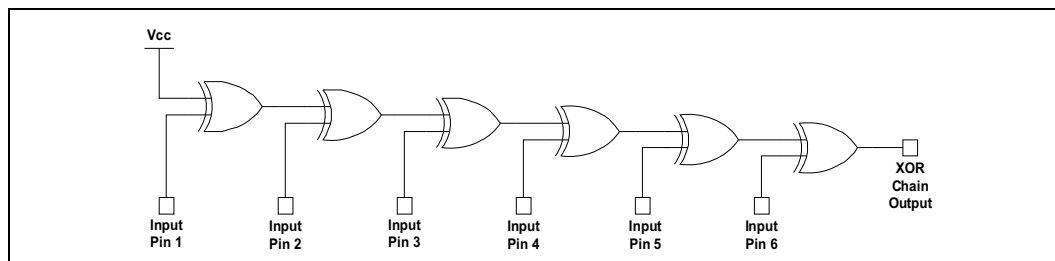 Vcc
Input
Pin 1
Input
Pin 2
Input
Pin 3
Input
Pin 4
Input
Pin 5
Input
Pin 6
XOR
Chain
Output